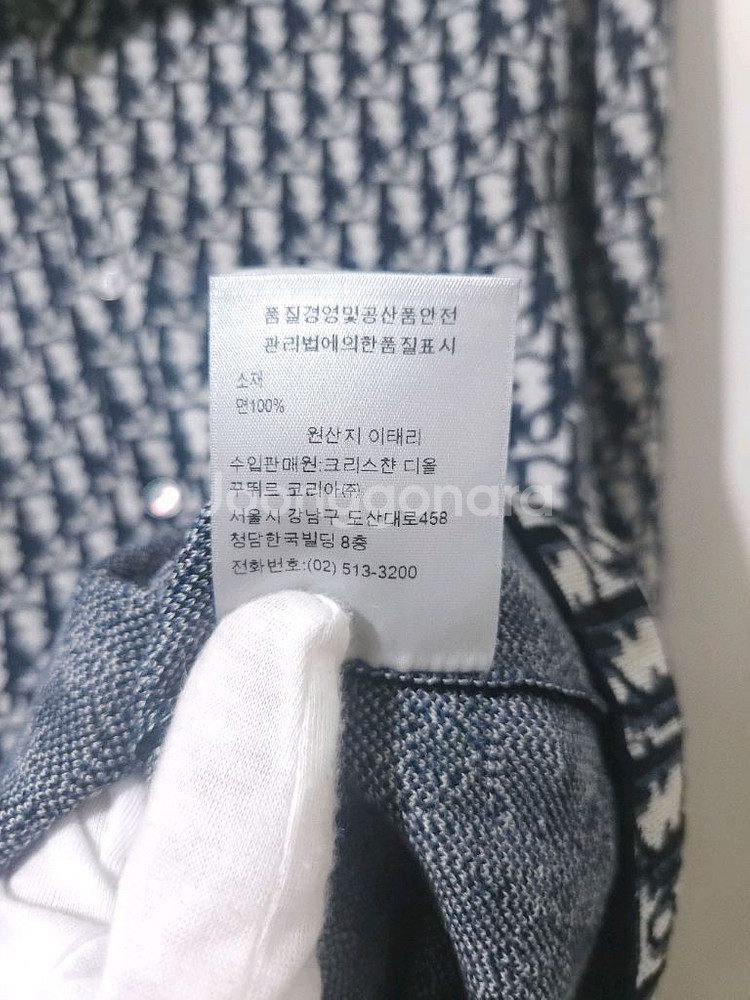 품질경영및공산품안전
관리법에의한품질표시
소재
면100%
원산지 이태리
수입판매원:크리스챤 디올
꾸뛰르 코리아(주)
Joonggonara
서울시 강남구 도산대로458
청담한국빌딩 8층
전화번호:(02) 513-3200